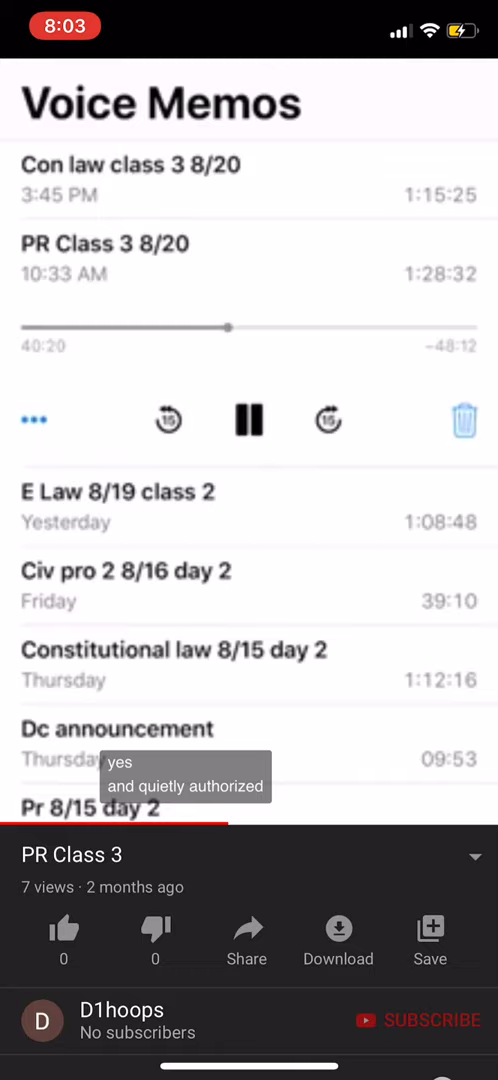 8:03
Voice Memos
Con law class 3 8/20
3:45 PM 1:15:25
PR Class 3 8/20
10:33 AM 1:28:32
40:20 -48:12
15 15
E Law 8/19 class 2
Yesterday 1:08:48
Civ pro 2 8/16 day 2
Friday 39:10
Constitutional law 8/15 day 2
Thursday 1:12:16
Dc announcement
Thursday 09:53
yes
and quietly authorized
Pr 8/15 day 2
PR Class 3
7 views · 2 months ago
0 0 Share Download Save
D D1hoops
No subscribers
SUBSCRIBE